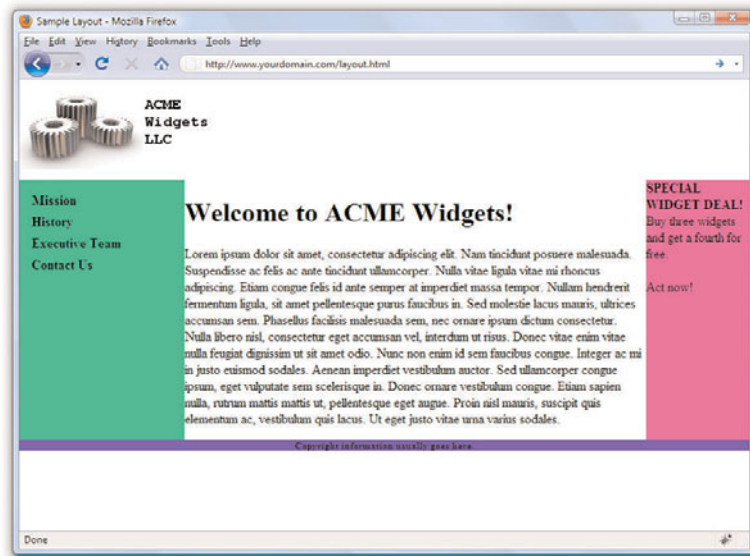 Sample Layout - Mozilla Firefox
File Edit View History Bookmarks Tools Help
http://www.yourdomain.com/layout.html
ACME
Widgets
LLC
Mission
History
Executive Team
Contact Us
Welcome to ACME Widgets!
Lorem ipsum dolor sit amet, consectetur adipiscing elit. Nam tincidunt posuere malesuada.
Suspendisse ac felis ac ante tincidunt ullamcorper. Nulla vitae ligula vitae mi rhoncus
adipiscing. Etiam congue felis id ante semper at imperdiet massa tempor. Nullam hendrerit
fermentum ligula, sit amet pellentesque purus faucibus in. Sed molestie lacus mauris, ultrices
accumsan sem. Phasellus facilisis malesuada sem, nec ornare ipsum dictum consectetur.
Nulla libero nisl, consectetur eget accumsan vel, interdum ut risus. Donec vitae enim vitae
nulla feugiat dignissim ut sit amet odio. Nunc non enim id sem faucibus congue. Integer ac mi
in justo euismod sodales. Aenean imperdiet vestibulum auctor. Sed ullamcorper congue
ipsum, eget vulputate sem scelerisque in. Donec ornare vestibulum congue. Etiam sapien
nulla, rutrum mattis mattis ut, pellentesque eget augue. Proin nisl mauris, suscipit quis
elementum ac, vestibulum quis lacus. Ut eget justo vitae urna varius sodales.
SPECIAL
WIDGET DEAL!
Buy three widgets
and get a fourth for
free.
Act now!
Copyright information usually goes here.
Done